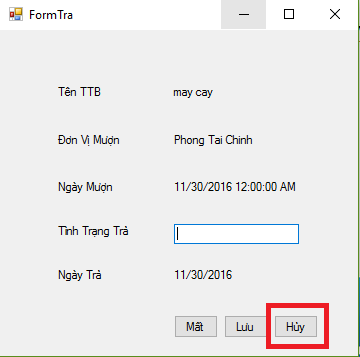 FormTra
Tên TTB may cay
Đơn Vị Mượn Phong Tai Chinh
Ngày Mượn 11/30/2016 12:00:00 AM
Tình Trạng Trả
Ngày Trả 11/30/2016
Mất Lưu Hủy